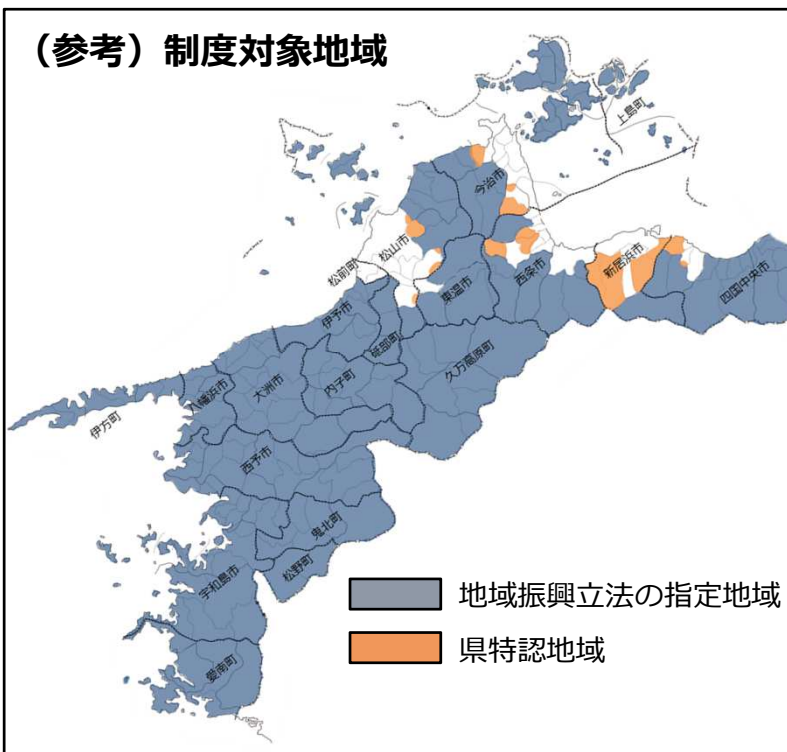 （参考）制度対象地域
上島町
今治市
松山市
松前町
新居浜市
西条市
東温市
四国中央市
伊予市
砥部町
久万高原町
内子町
大洲市
八幡浜市
伊方町
西予市
鬼北町
松野町
宇和島市
愛南町
地域振興立法の指定地域
県特認地域